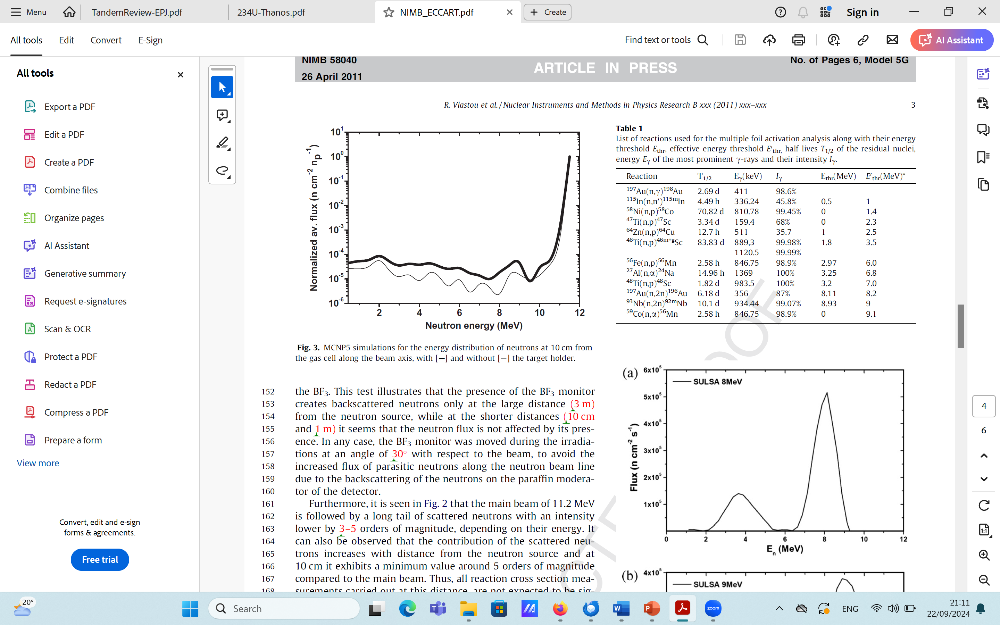 Menu
TandemReview-EPJ.pdf
234U-Thanos.pdf
NIMB_ECCART.pdf
Create
Sign in
All tools
Edit
Convert
E-Sign
Find text or tools
AI Assistant
All tools
Export a PDF
Edit a PDF
Create a PDF
Combine files
Organize pages
AI Assistant
Generative summary
Request e-signatures
Scan & OCR
Protect a PDF
Redact a PDF
Compress a PDF
Prepare a form
View more
Convert, edit and e-sign
forms & agreements.
Free trial
NIMB 58040
26 April 2011
ARTICLE IN PRESS
No. of Pages 6, Model 5G
R. Vlastou et al. / Nuclear Instruments and Methods in Physics Research B xxx (2011) xxx–xxx
3
Normalized av. flux (n cm⁻² nₚ⁻¹)
10¹
10⁰
10⁻¹
10⁻²
10⁻³
10⁻⁴
10⁻⁵
10⁻⁶
2 4 6 8 10 12
Neutron energy (MeV)
Fig. 3. MCNP5 simulations for the energy distribution of neutrons at 10 cm from
the gas cell along the beam axis, with [—] and without [—] the target holder.
152 the BF₃. This test illustrates that the presence of the BF₃ monitor
153 creates backscattered neutrons only at the large distance (3 m)
154 from the neutron source, while at the shorter distances (10 cm
155 and 1 m) it seems that the neutron flux is not affected by its pres-
156 ence. In any case, the BF₃ monitor was moved during the irradia-
157 tions at an angle of 30° with respect to the beam, to avoid the
158 increased flux of parasitic neutrons along the neutron beam line
159 due to the backscattering of the neutrons on the paraffin modera-
160 tor of the detector.
161 Furthermore, it is seen in Fig. 2 that the main beam of 11.2 MeV
162 is followed by a long tail of scattered neutrons with an intensity
163 lower by 3–5 orders of magnitude, depending on their energy. It
164 can also be observed that the contribution of the scattered neu-
165 trons increases with distance from the neutron source and at
166 10 cm it exhibits a minimum value around 5 orders of magnitude
167 compared to the main beam. Thus, all reaction cross section mea-
168 surements carried out at this distance, are not expected to be sig-
Table 1
List of reactions used for the multiple foil activation analysis along with their energy
threshold Eₜₕᵣ, effective energy threshold E′ₜₕᵣ, half lives T₁/₂ of the residual nuclei,
energy Eᵧ of the most prominent γ-rays and their intensity Iᵧ.
Reaction T₁/₂ Eᵧ(keV) Iᵧ Eₜₕᵣ(MeV) E′ₜₕᵣ(MeV)*
¹⁹⁷Au(n,γ)¹⁹⁸Au 2.69 d 411 98.6%
¹¹⁵In(n,n′)¹¹⁵ᵐIn 4.49 h 336.24 45.8% 0.5 1
⁵⁸Ni(n,p)⁵⁸Co 70.82 d 810.78 99.45% 0 1.4
⁴⁷Ti(n,p)⁴⁷Sc 3.34 d 159.4 68% 0 2.3
⁶⁴Zn(n,p)⁶⁴Cu 12.7 h 511 35.7 1 2.5
⁴⁶Ti(n,p)⁴⁶ᵐ⁺ᵍSc 83.83 d 889,3 99.98% 1.8 3.5
1120.5 99.99%
⁵⁶Fe(n,p)⁵⁶Mn 2.58 h 846.75 98.9% 2.97 6.0
²⁷Al(n,α)²⁴Na 14.96 h 1369 100% 3.25 6.8
⁴⁸Ti(n,p)⁴⁸Sc 1.82 d 983.5 100% 3.2 7.0
¹⁹⁷Au(n,2n)¹⁹⁶Au 6.18 d 356 87% 8.11 8.2
⁹³Nb(n,2n)⁹²ᵐNb 10.1 d 934.44 99.07% 8.93 9
⁵⁹Co(n,α)⁵⁶Mn 2.58 h 846.75 98.9% 0 9.1
(a)
SULSA 8MeV
Flux (n cm⁻² s⁻¹)
6x10⁵
5x10⁵
4x10⁵
3x10⁵
2x10⁵
1x10⁵
0 2 4 6 8 10 12
Eₙ (MeV)
(b)
4x10⁵
SULSA 9MeV
4
6
1:1
20°
Search
zoom
ENG
21:11
22/09/2024